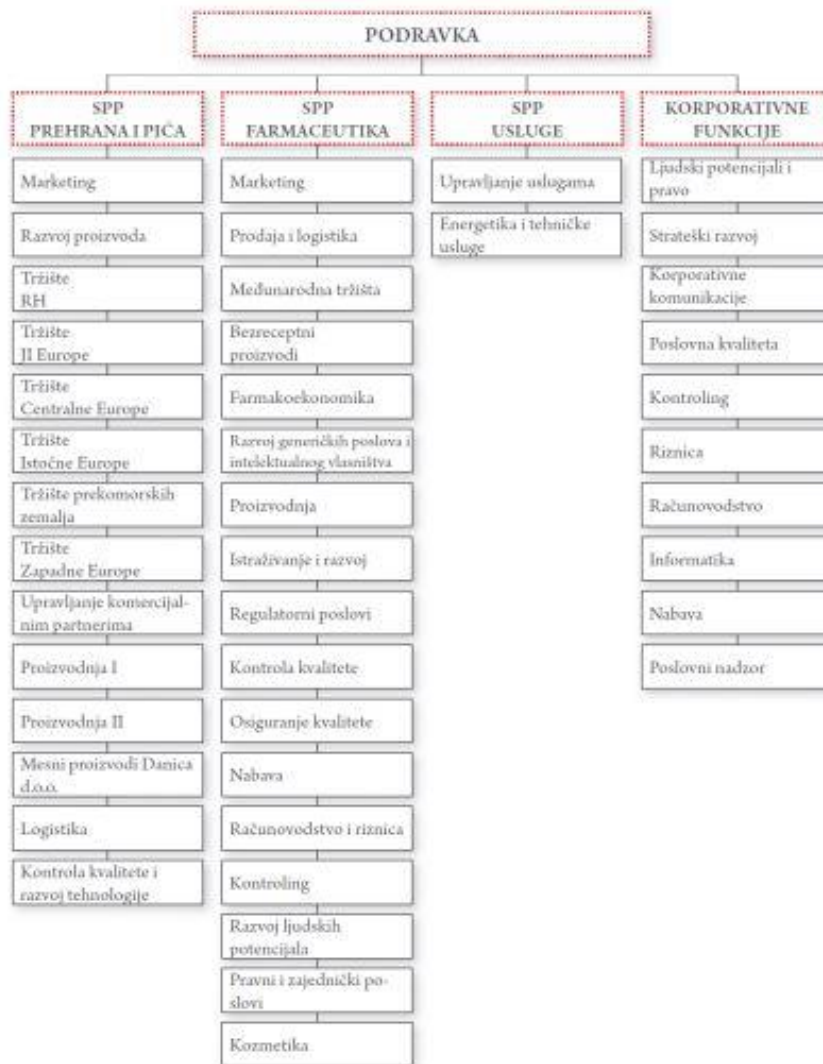 PODRAVKA
SPP
PREHRANA I PIĆA
Marketing
Razvoj proizvoda
Tržište
RH
Tržište
JI Europe
Tržište
Centralne Europe
Tržište
Istočne Europe
Tržište prekomorskih
zemalja
Tržište
Zapadne Europe
Upravljanje komercijal-
nim partnerima
Proizvodnja I
Proizvodnja II
Mesni proizvodi Danica
d.o.o.
Logistika
Kontrola kvalitete i
razvoj tehnologije
SPP
FARMACEUTIKA
Marketing
Prodaja i logistika
Međunarodna tržišta
Bezreceptni
proizvodi
Farmakoekonomika
Razvoj generičkih poslova i
intelektualnog vlasništva
Proizvodnja
Istraživanje i razvoj
Regulatorni poslovi
Kontrola kvalitete
Osiguranje kvalitete
Nabava
Računovodstvo i riznica
Kontroling
Razvoj ljudskih
potencijala
Pravni i zajednički po-
slovi
Kozmetika
SPP
USLUGE
Upravljanje uslugama
Energetika i tehničke
usluge
KORPORATIVNE
FUNKCIJE
Ljudski potencijali i
pravo
Strateški razvoj
Korporativne
komunikacije
Poslovna kvaliteta
Kontroling
Riznica
Računovodstvo
Informatika
Nabava
Poslovni nadzor